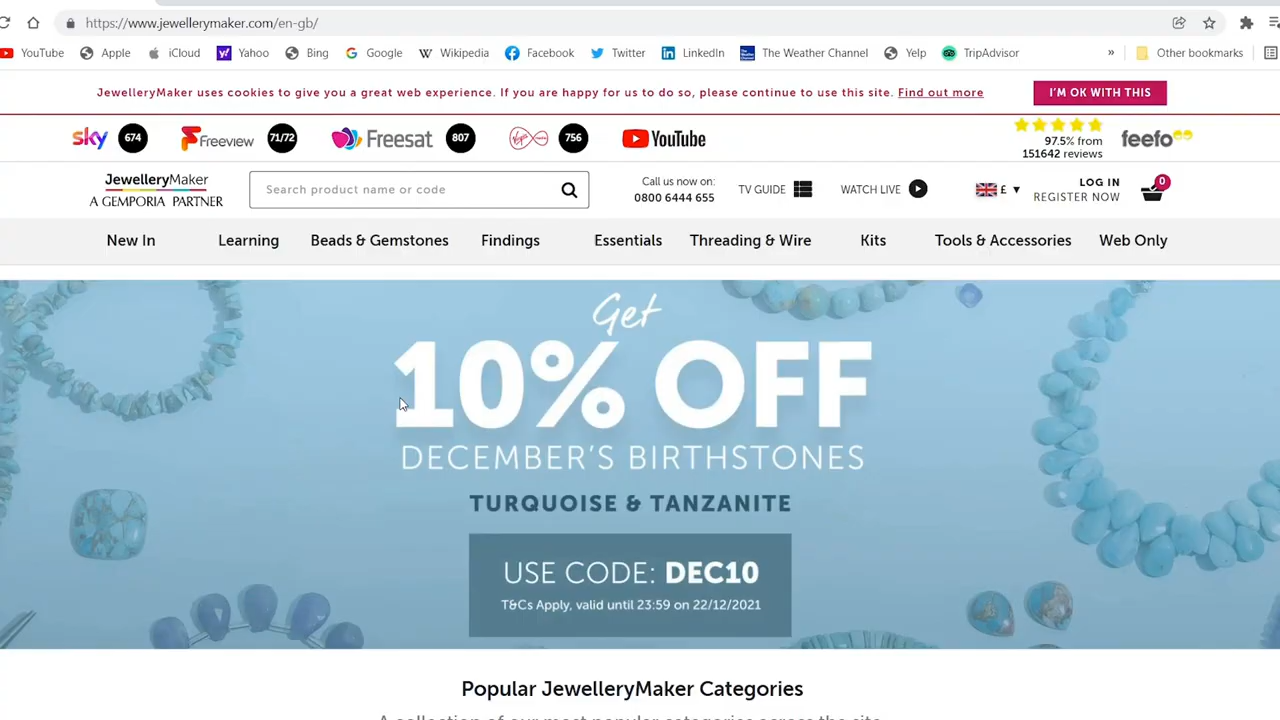 https://www.jewellerymaker.com/en-gb/
YouTube Apple iCloud Yahoo Bing Google Wikipedia Facebook Twitter LinkedIn The Weather Channel Yelp TripAdvisor » Other bookmarks
JewelleryMaker uses cookies to give you a great web experience. If you are happy for us to do so, please continue to use this site. Find out more
I'M OK WITH THIS
sky 674 Freeview 71/72 Freesat 807 Virgin media 756 YouTube
97.5% from
151642 reviews
feefo
JewelleryMaker
A GEMPORIA PARTNER
Search product name or code
Call us now on:
0800 6444 655
TV GUIDE
WATCH LIVE
£ ▼
LOG IN
REGISTER NOW
0
New In Learning Beads & Gemstones Findings Essentials Threading & Wire Kits Tools & Accessories Web Only
Get
10% OFF
DECEMBER'S BIRTHSTONES
TURQUOISE & TANZANITE
USE CODE: DEC10
T&Cs Apply, valid until 23:59 on 22/12/2021
Popular JewelleryMaker Categories
A collection of our most popular categories across the site